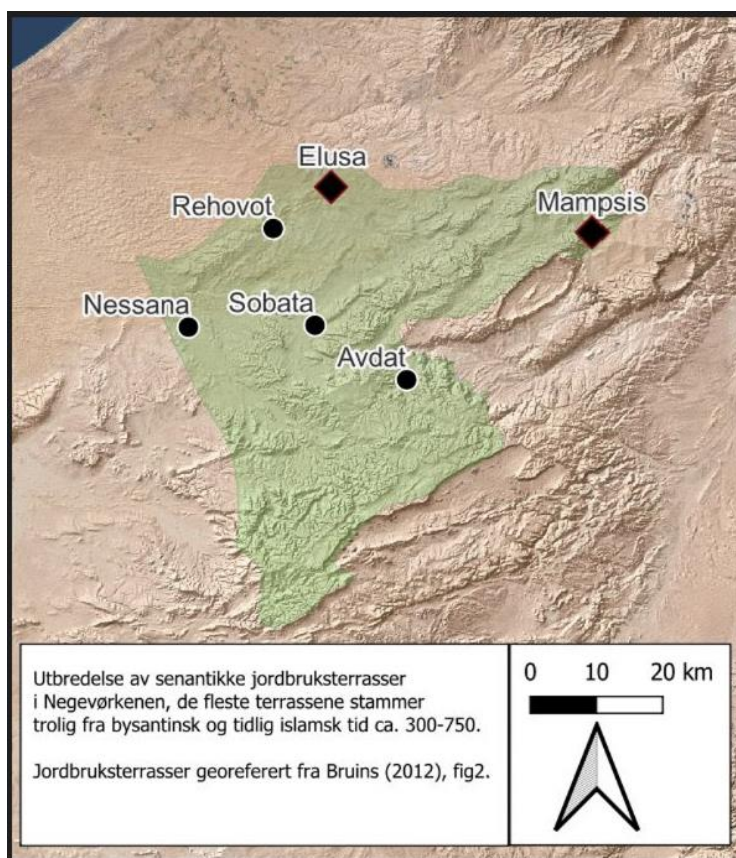 Elusa
Rehovot
Mampsis
Nessana
Sobata
Avdat
Utbredelse av senantikke jordbruksterrasser
i Negevørkenen, de fleste terrassene stammer
trolig fra bysantinsk og tidlig islamsk tid ca. 300-750.
Jordbruksterrasser georeferert fra Bruins (2012), fig2.
0 10 20 km